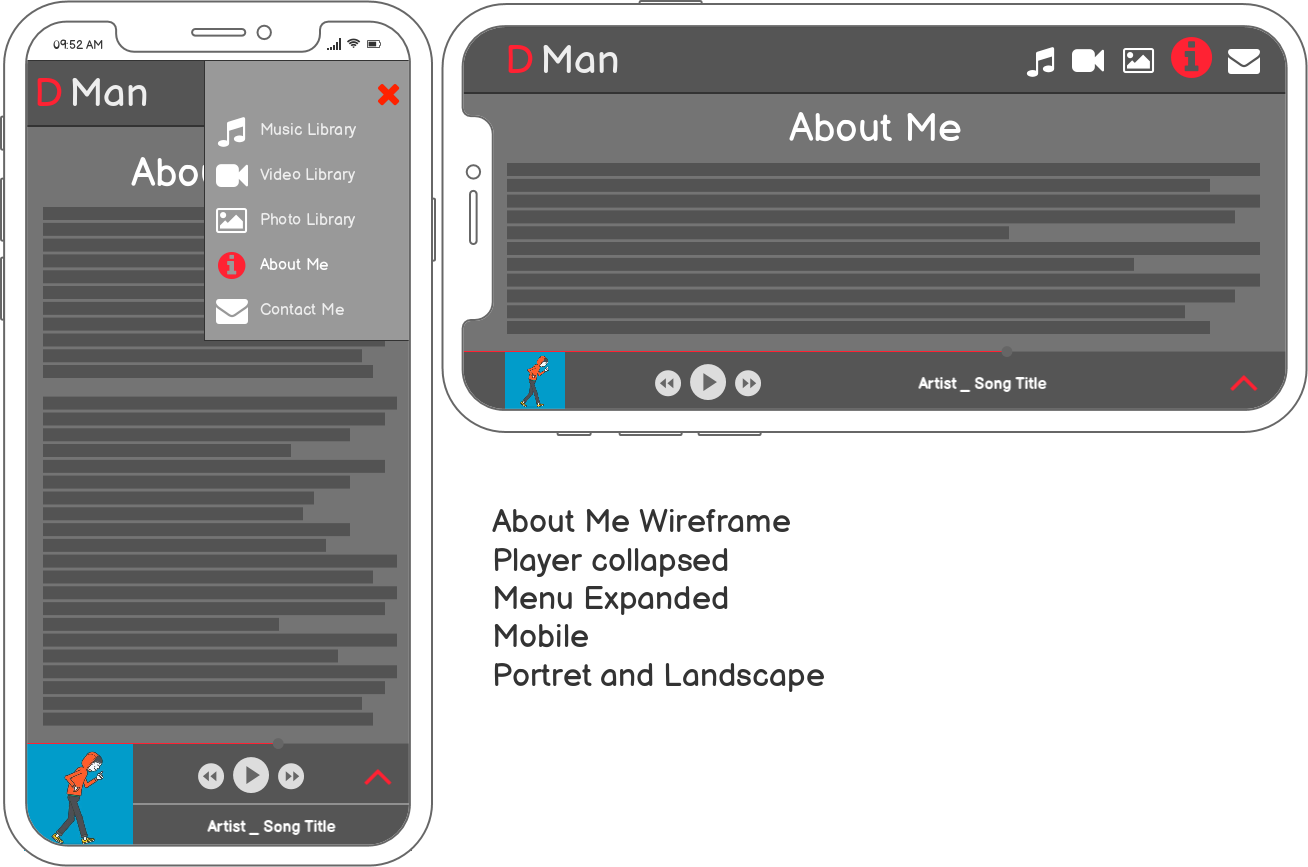 09:52 AM
D Man
Abou
Music Library
Video Library
Photo Library
About Me
Contact Me
Artist _ Song Title
D Man
About Me
Artist _ Song Title
About Me Wireframe
Player collapsed
Menu Expanded
Mobile
Portret and Landscape